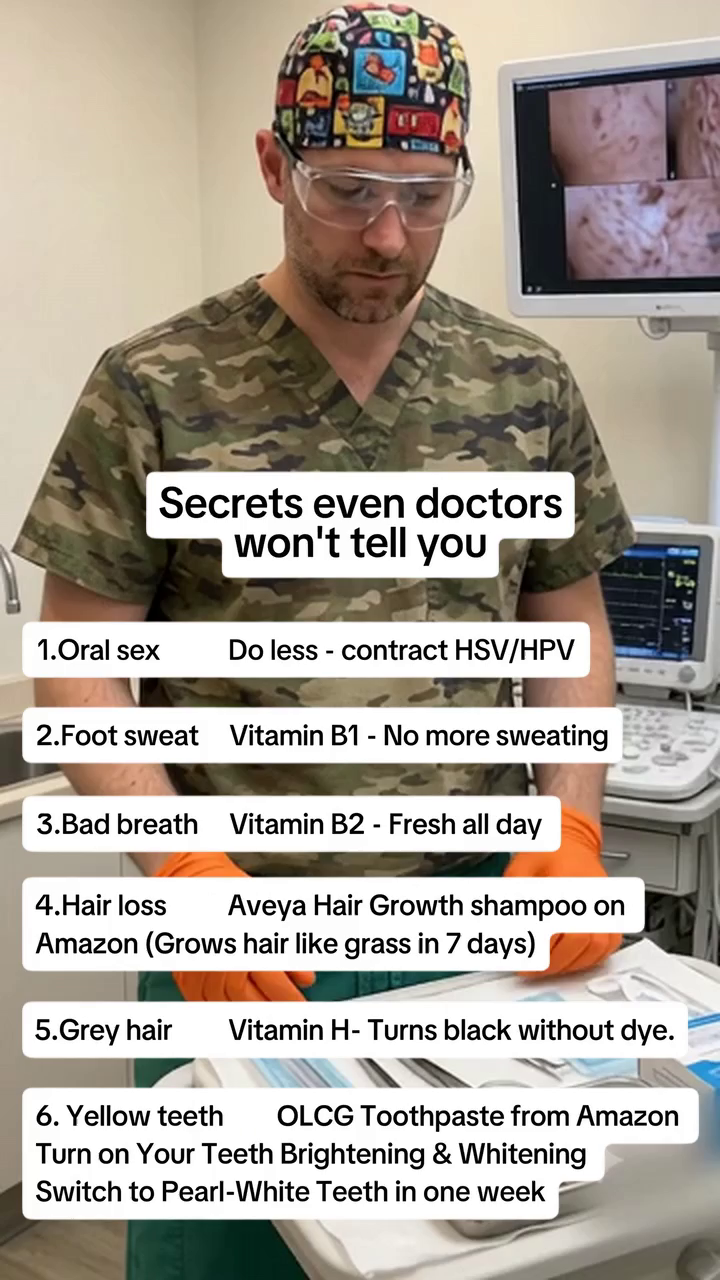 Secrets even doctors
won't tell you
1.Oral sex Do less - contract HSV/HPV
2.Foot sweat Vitamin B1 - No more sweating
3.Bad breath Vitamin B2 - Fresh all day
4.Hair loss Aveya Hair Growth shampoo on
Amazon (Grows hair like grass in 7 days)
5.Grey hair Vitamin H- Turns black without dye.
6. Yellow teeth OLCG Toothpaste from Amazon
Turn on Your Teeth Brightening & Whitening
Switch to Pearl-White Teeth in one week